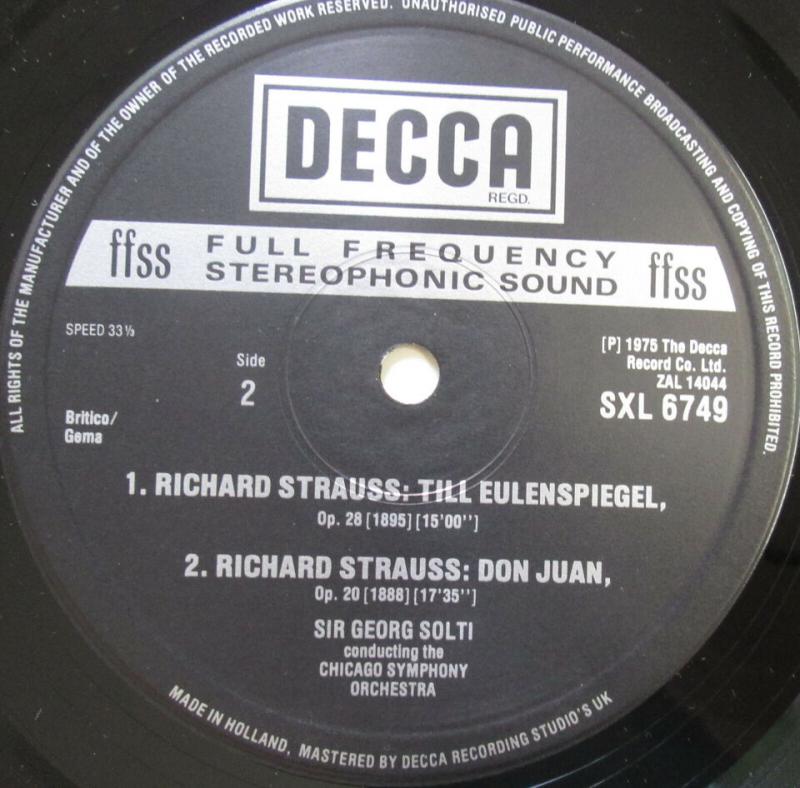 ALL RIGHTS OF THE MANUFACTURER AND OF THE OWNER OF THE RECORDED WORK RESERVED. UNAUTHORISED PUBLIC PERFORMANCE BROADCASTING AND COPYING OF THIS RECORD PROHIBITED.
DECCA
REGD.
ffss FULL FREQUENCY ffss
STEREOPHONIC SOUND
SPEED 33⅓
Side
2
[P] 1975 The Decca
Record Co. Ltd.
ZAL 14044
SXL 6749
Britico/
Gema
1. RICHARD STRAUSS: TILL EULENSPIEGEL,
Op. 28 [1895] [15'00'']
2. RICHARD STRAUSS: DON JUAN,
Op. 20 [1888] [17'35'']
SIR GEORG SOLTI
conducting the
CHICAGO SYMPHONY
ORCHESTRA
MADE IN HOLLAND, MASTERED BY DECCA RECORDING STUDIO'S UK